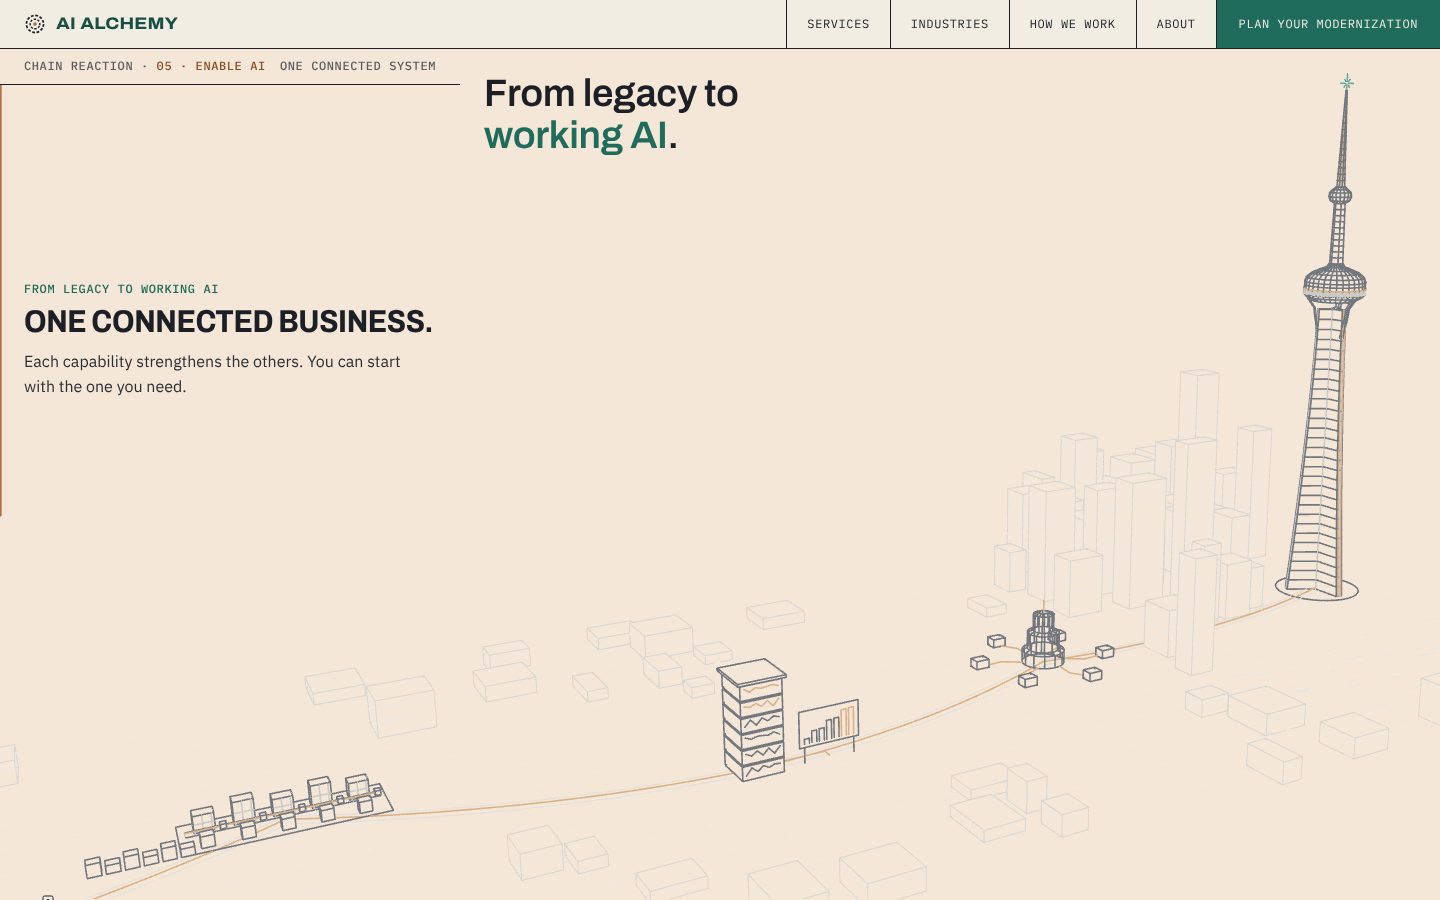 AI ALCHEMY
SERVICES
INDUSTRIES
HOW WE WORK
ABOUT
PLAN YOUR MODERNIZATION
CHAIN REACTION · 05 · ENABLE AI ONE CONNECTED SYSTEM
From legacy to
working AI.
FROM LEGACY TO WORKING AI
ONE CONNECTED BUSINESS.
Each capability strengthens the others. You can start
with the one you need.